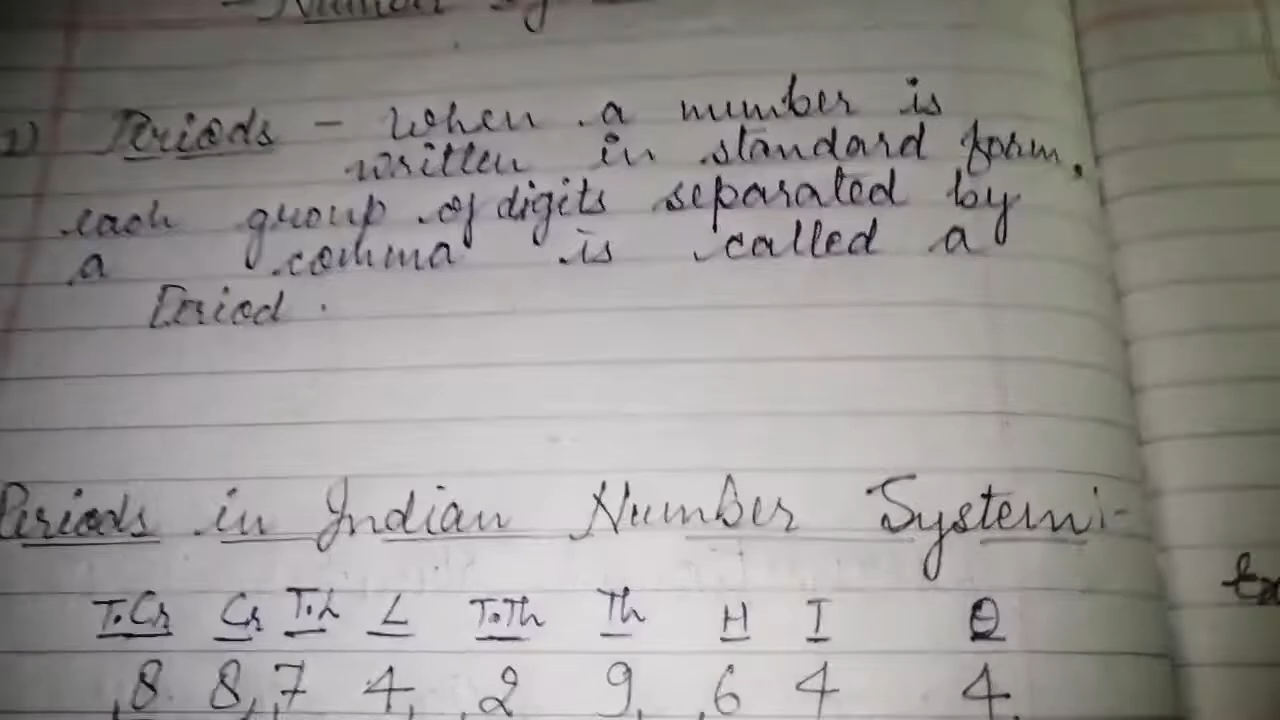 2) Periods - When a number is
written in standard form,
each group of digits separated by
a comma is called a
Period.
Periods in Indian Number System:-
T.Cr Cr T.L L T.Th Th H T O
8 8, 7 4, 2 9, 6 4 4